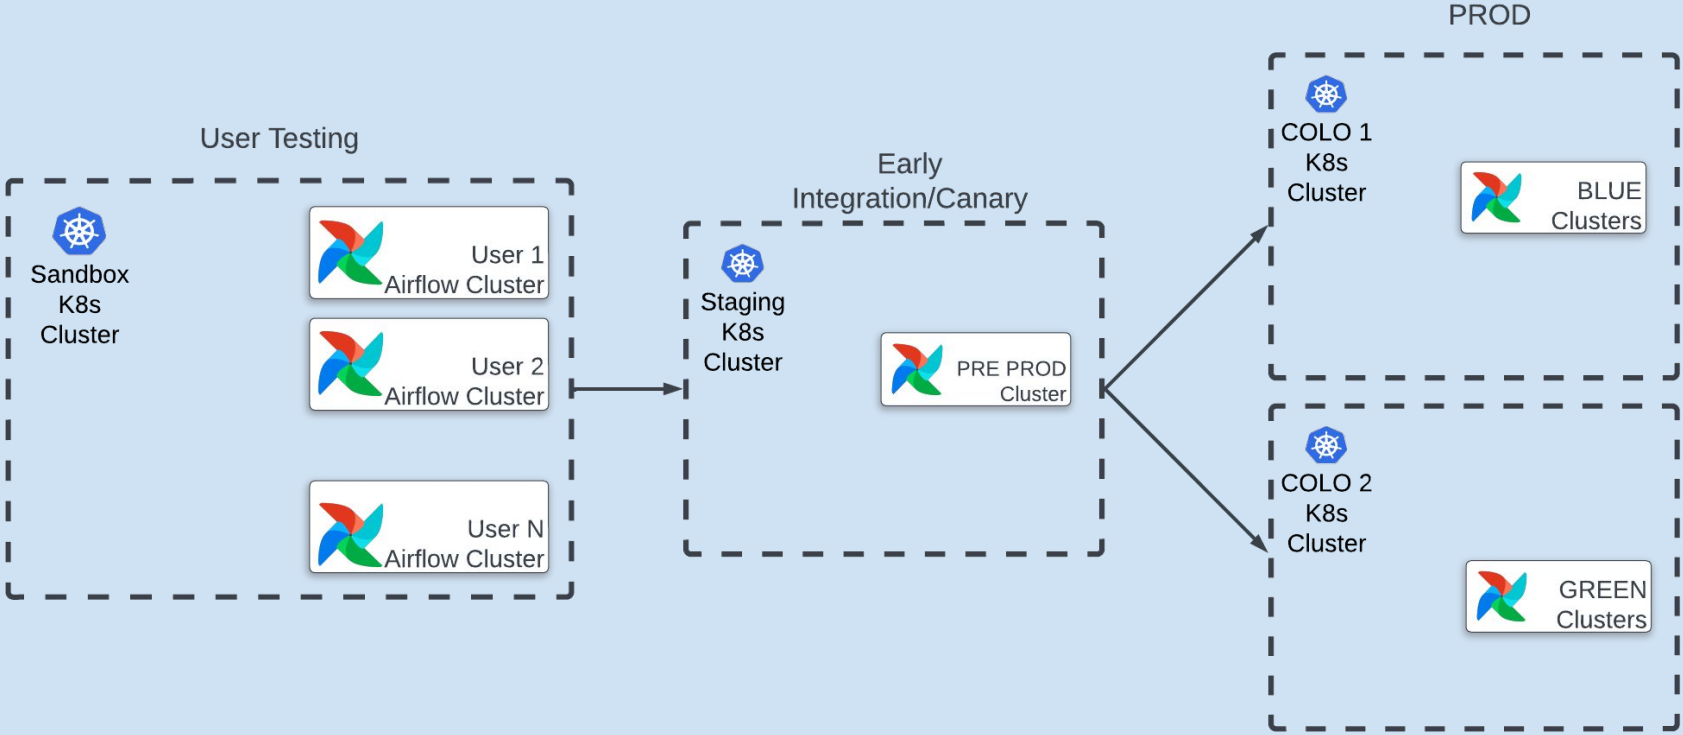 PROD
User Testing
Early
Integration/Canary
Sandbox
K8s
Cluster
User 1
Airflow Cluster
User 2
Airflow Cluster
User N
Airflow Cluster
Staging
K8s
Cluster
PRE PROD
Cluster
COLO 1
K8s
Cluster
BLUE
Clusters
COLO 2
K8s
Cluster
GREEN
Clusters